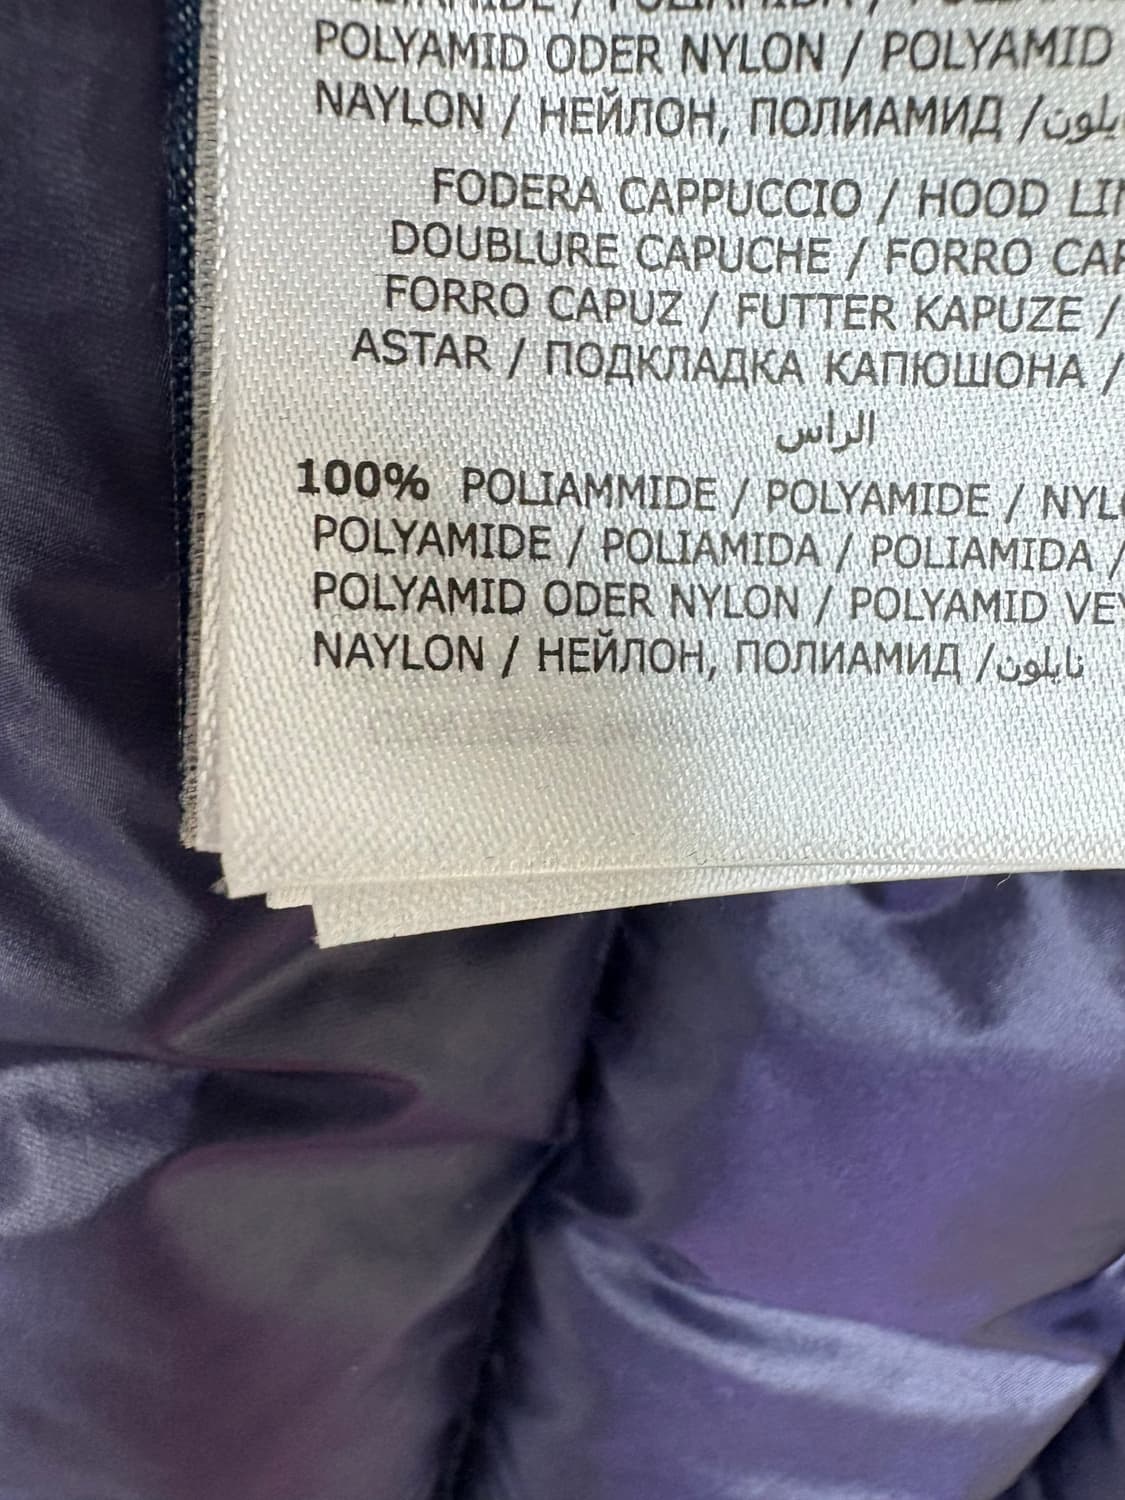 POLYAMID ODER NYLON / POLYAMID
NAYLON / НЕЙЛОН, ПОЛИАМИД /
FODERA CAPPUCCIO / HOOD
DOUBLURE CAPUCHE / FORRO
FORRO CAPUZ / FUTTER KAPUZE /
ASTAR / ПОДКЛАДКА КАПЮШОНА /
الراس
100% POLIAMMIDE / POLYAMIDE /
POLYAMIDE / POLIAMIDA / POLIAMIDA /
POLYAMID ODER NYLON / POLYAMID
NAYLON / НЕЙЛОН, ПОЛИАМИД / نايلون